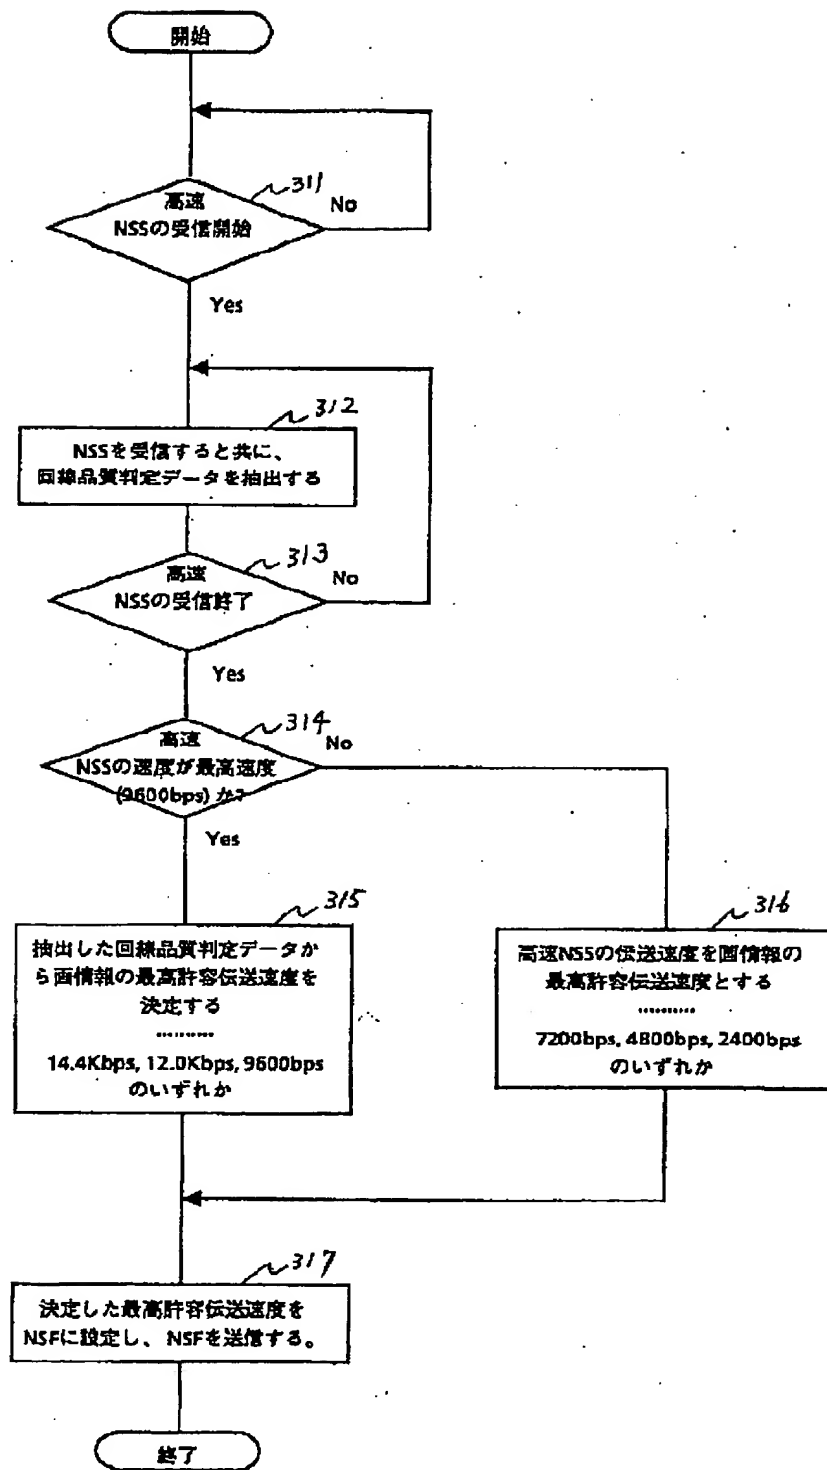 開始
311
高速
NSSの受信開始
No
Yes
312
NSSを受信すると共に、
回線品質判定データを抽出する
313
高速
NSSの受信終了
No
Yes
314
高速
NSSの速度が最高速度
(9600bps)か?
No
Yes
315
抽出した回線品質判定データか
ら画情報の最高許容伝送速度を
決定する
..........
14.4Kbps, 12.0Kbps, 9600bps
のいずれか
316
高速NSSの伝送速度を画情報の
最高許容伝送速度とする
..........
7200bps, 4800bps, 2400bps
のいずれか
317
決定した最高許容伝送速度を
NSFに設定し、NSFを送信する。
終了